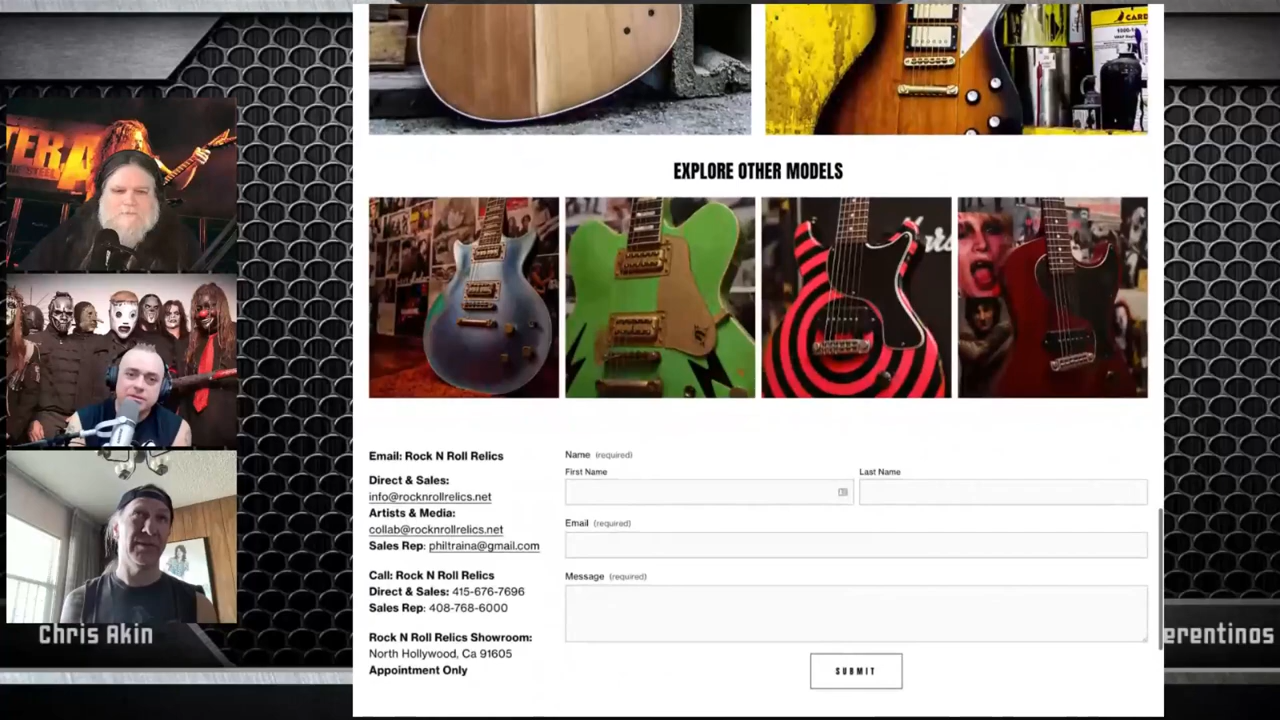 TERA
STEEL
CARD
EXPLORE OTHER MODELS
Email: Rock N Roll Relics
Direct & Sales:
info@rocknrollrelics.net
Artists & Media:
collab@rocknrollrelics.net
Sales Rep: philtraina@gmail.com
Call: Rock N Roll Relics
Direct & Sales: 415-676-7696
Sales Rep: 408-768-6000
Rock N Roll Relics Showroom:
North Hollywood, Ca 91605
Appointment Only
Name (required)
First Name
Last Name
Email (required)
Message (required)
SUBMIT
Chris Akin
erentinos